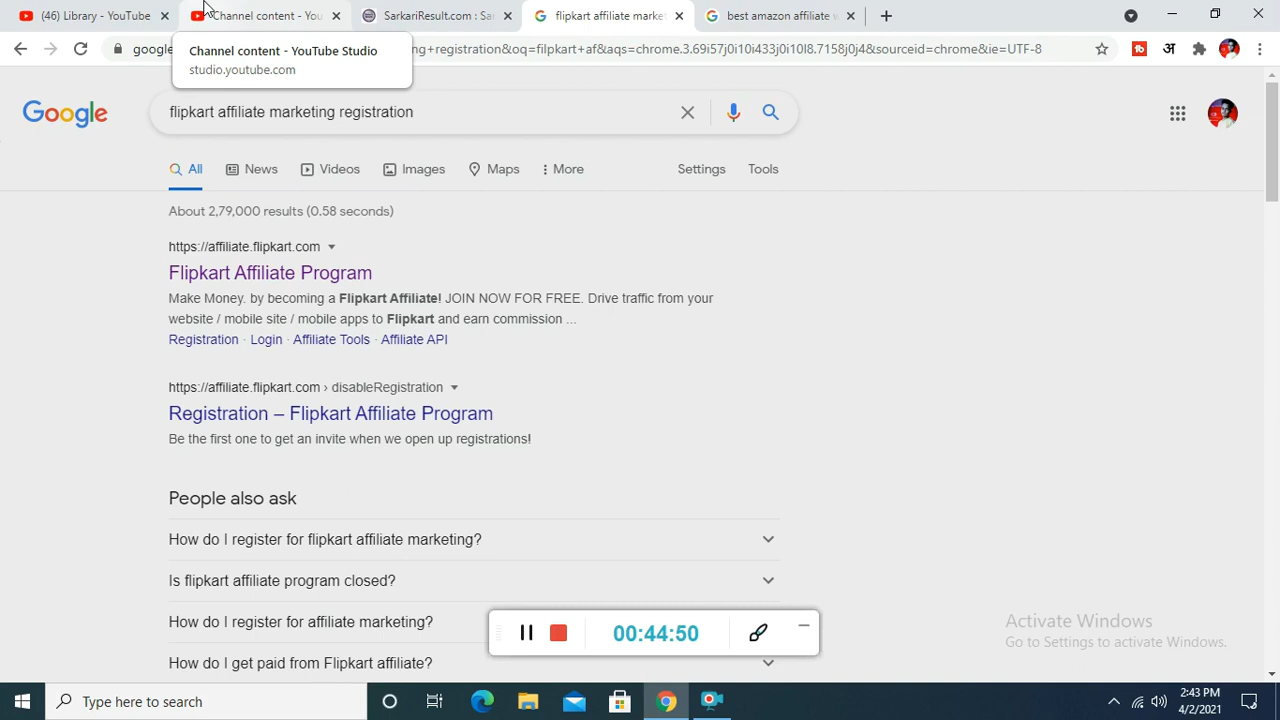 (46) Library - YouTube
Channel content - You
SarkariResult.com : Sa
flipkart affiliate marke
best amazon affiliate w
Channel content - YouTube Studio
studio.youtube.com
google
ng+registration&oq=filpkart+af&aqs=chrome.3.69i57j0i10i433j0i10l8.7158j0j4&sourceid=chrome&ie=UTF-8
अ
Google
flipkart affiliate marketing registration
All
News
Videos
Images
Maps
More
Settings
Tools
About 2,79,000 results (0.58 seconds)
https://affiliate.flipkart.com
Flipkart Affiliate Program
Make Money. by becoming a Flipkart Affiliate! JOIN NOW FOR FREE. Drive traffic from your
website / mobile site / mobile apps to Flipkart and earn commission ...
Registration · Login · Affiliate Tools · Affiliate API
https://affiliate.flipkart.com › disableRegistration
Registration – Flipkart Affiliate Program
Be the first one to get an invite when we open up registrations!
People also ask
How do I register for flipkart affiliate marketing?
Is flipkart affiliate program closed?
How do I register for affiliate marketing?
How do I get paid from Flipkart affiliate?
00:44:50
Activate Windows
Go to Settings to activate Windows.
Type here to search
2:43 PM
4/2/2021